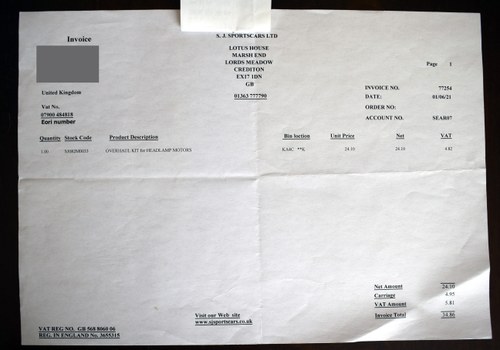 Invoice
S. J. SPORTSCARS LTD
LOTUS HOUSE
MARSH END
LORDS MEADOW
CREDITON
EX17 1DN
GB
01363 777790
Page 1
United Kingdom
Vat No.
07900 484818
Eori number
INVOICE NO. 77254
DATE: 01/06/21
ORDER NO:
ACCOUNT NO. SEAR07
Quantity Stock Code Product Description Bin loction Unit Price Net VAT
1.00 OVERHAUL KIT for HEADLAMP MOTORS 24.10 24.10 4.82
Net Amount 24.10
Carriage 4.95
VAT Amount 5.81
Invoice Total 34.86
Visit our Web site
www.sjsportscars.co.uk
VAT REG NO. GB 568 8060 06
REG. IN ENGLAND No. 3655315